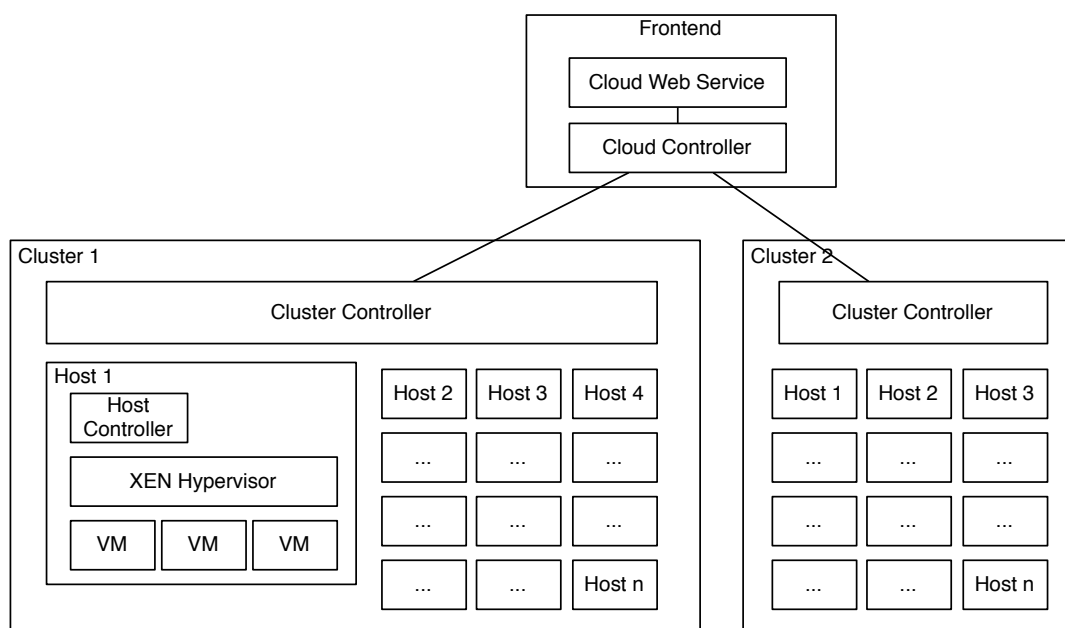 Frontend
Cloud Web Service
Cloud Controller
Cluster 1
Cluster Controller
Host 1
Host
Controller
XEN Hypervisor
VM VM VM
Host 2 Host 3 Host 4
... ... ...
... ... ...
... ... Host n
Cluster 2
Cluster Controller
Host 1 Host 2 Host 3
... ... ...
... ... ...
... ... Host n